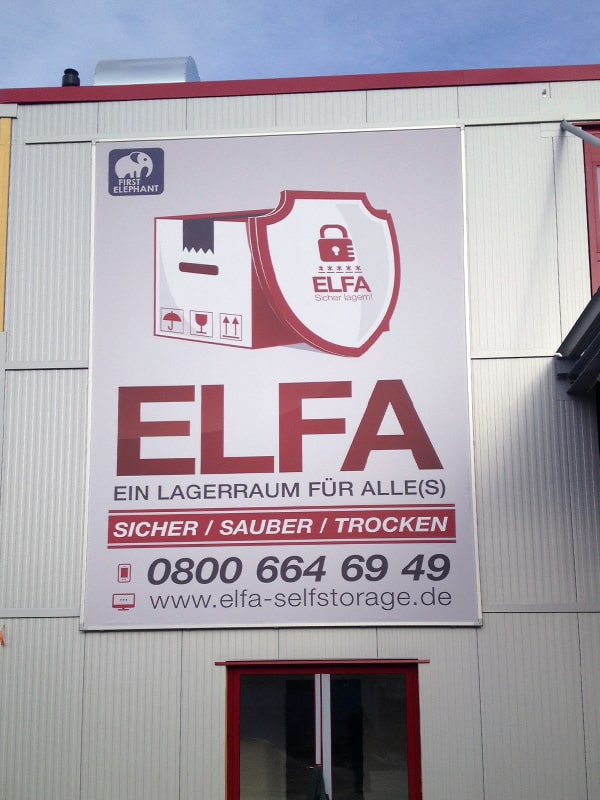 FIRST
ELEPHANT
*****
ELFA
Sicher lagern!
ELFA
EIN LAGERRAUM FÜR ALLE(S)
SICHER / SAUBER / TROCKEN
0800 664 69 49
www.elfa-selfstorage.de